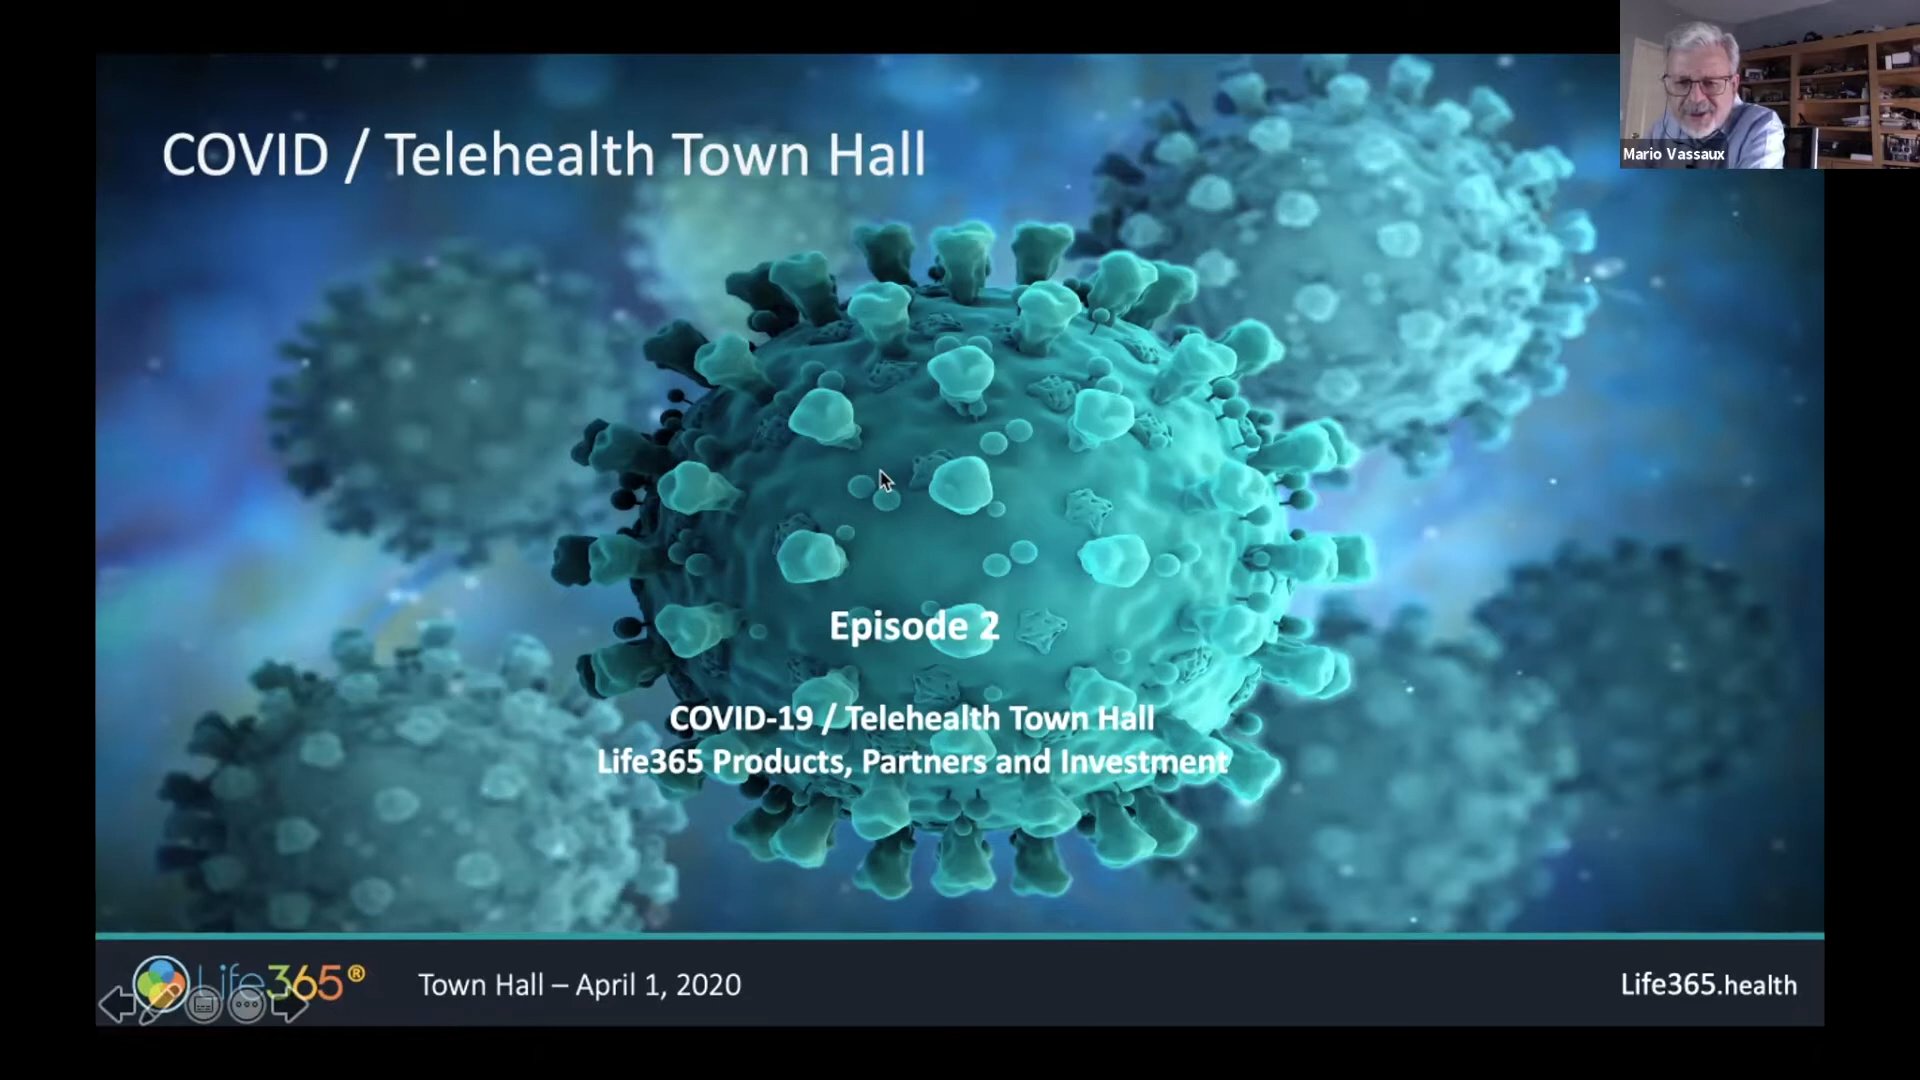 COVID / Telehealth Town Hall
Mario Vassaux
Episode 2
COVID-19 / Telehealth Town Hall
Life365 Products, Partners and Investment
Life365®
Town Hall – April 1, 2020
Life365.health